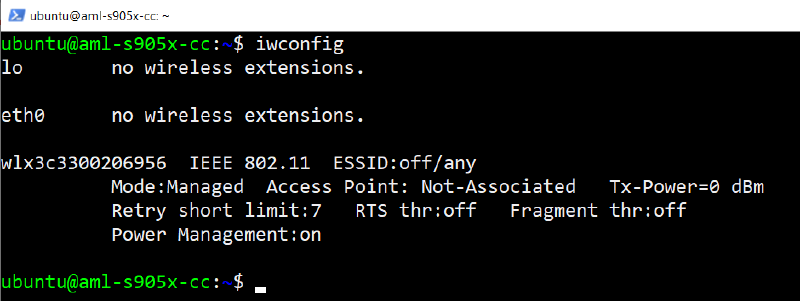 ubuntu@aml-s905x-cc: ~
ubuntu@aml-s905x-cc:~$ iwconfig
lo        no wireless extensions.
eth0      no wireless extensions.
wlx3c3300206956  IEEE 802.11  ESSID:off/any
          Mode:Managed  Access Point: Not-Associated   Tx-Power=0 dBm
          Retry short limit:7   RTS thr:off   Fragment thr:off
          Power Management:on
ubuntu@aml-s905x-cc:~$